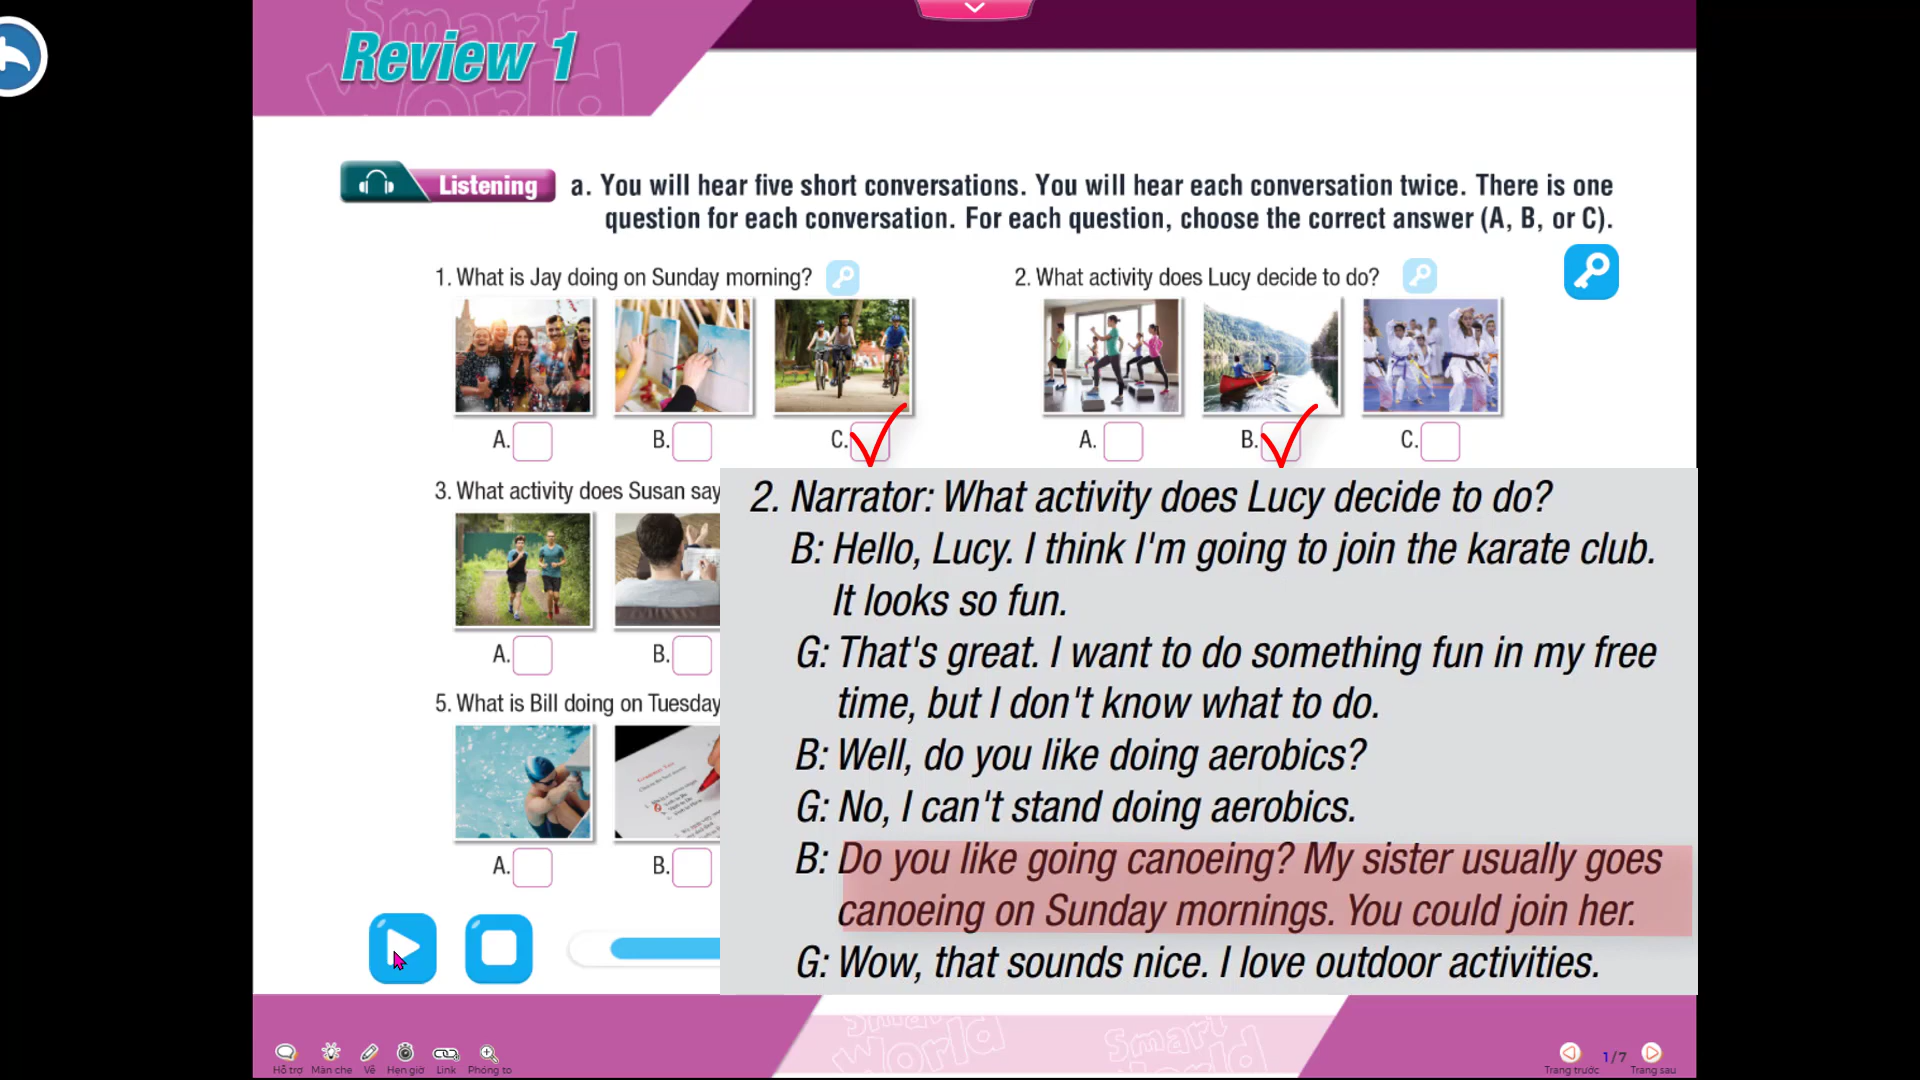 Review 1
Listening
a. You will hear five short conversations. You will hear each conversation twice. There is one
question for each conversation. For each question, choose the correct answer (A, B, or C).
1. What is Jay doing on Sunday morning?
2. What activity does Lucy decide to do?
A.
B.
C.
A.
B.
C.
3. What activity does Susan say
A.
B.
5. What is Bill doing on Tuesday
A.
B.
2. Narrator: What activity does Lucy decide to do?
B: Hello, Lucy. I think I'm going to join the karate club.
It looks so fun.
G: That's great. I want to do something fun in my free
time, but I don't know what to do.
B: Well, do you like doing aerobics?
G: No, I can't stand doing aerobics.
B: Do you like going canoeing? My sister usually goes
canoeing on Sunday mornings. You could join her.
G: Wow, that sounds nice. I love outdoor activities.
Smart World
Smart
Hỗ trợ
Màn che
Vẽ
Hẹn giờ
Link
Phóng to
Trang trước
1/7
Trang sau